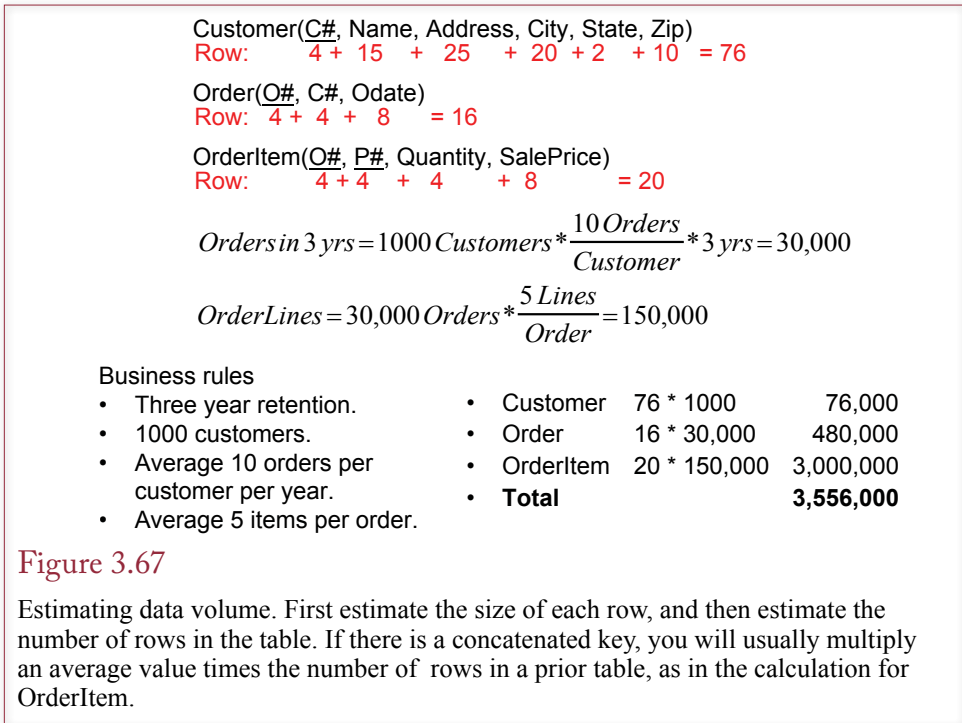 Customer(C#, Name, Address, City, State, Zip)
Row: 4 + 15 + 25 + 20 + 2 + 10 = 76
Order(O#, C#, Odate)
Row: 4 + 4 + 8 = 16
OrderItem(O#, P#, Quantity, SalePrice)
Row: 4 + 4 + 4 + 8 = 20
Orders in 3 yrs = 1000 Customers * 10 Orders / Customer * 3 yrs = 30,000
OrderLines = 30,000 Orders * 5 Lines / Order = 150,000
Business rules
• Three year retention.
• 1000 customers.
• Average 10 orders per
customer per year.
• Average 5 items per order.
• Customer 76 * 1000 76,000
• Order 16 * 30,000 480,000
• OrderItem 20 * 150,000 3,000,000
• Total 3,556,000
Figure 3.67
Estimating data volume. First estimate the size of each row, and then estimate the
number of rows in the table. If there is a concatenated key, you will usually multiply
an average value times the number of rows in a prior table, as in the calculation for
OrderItem.